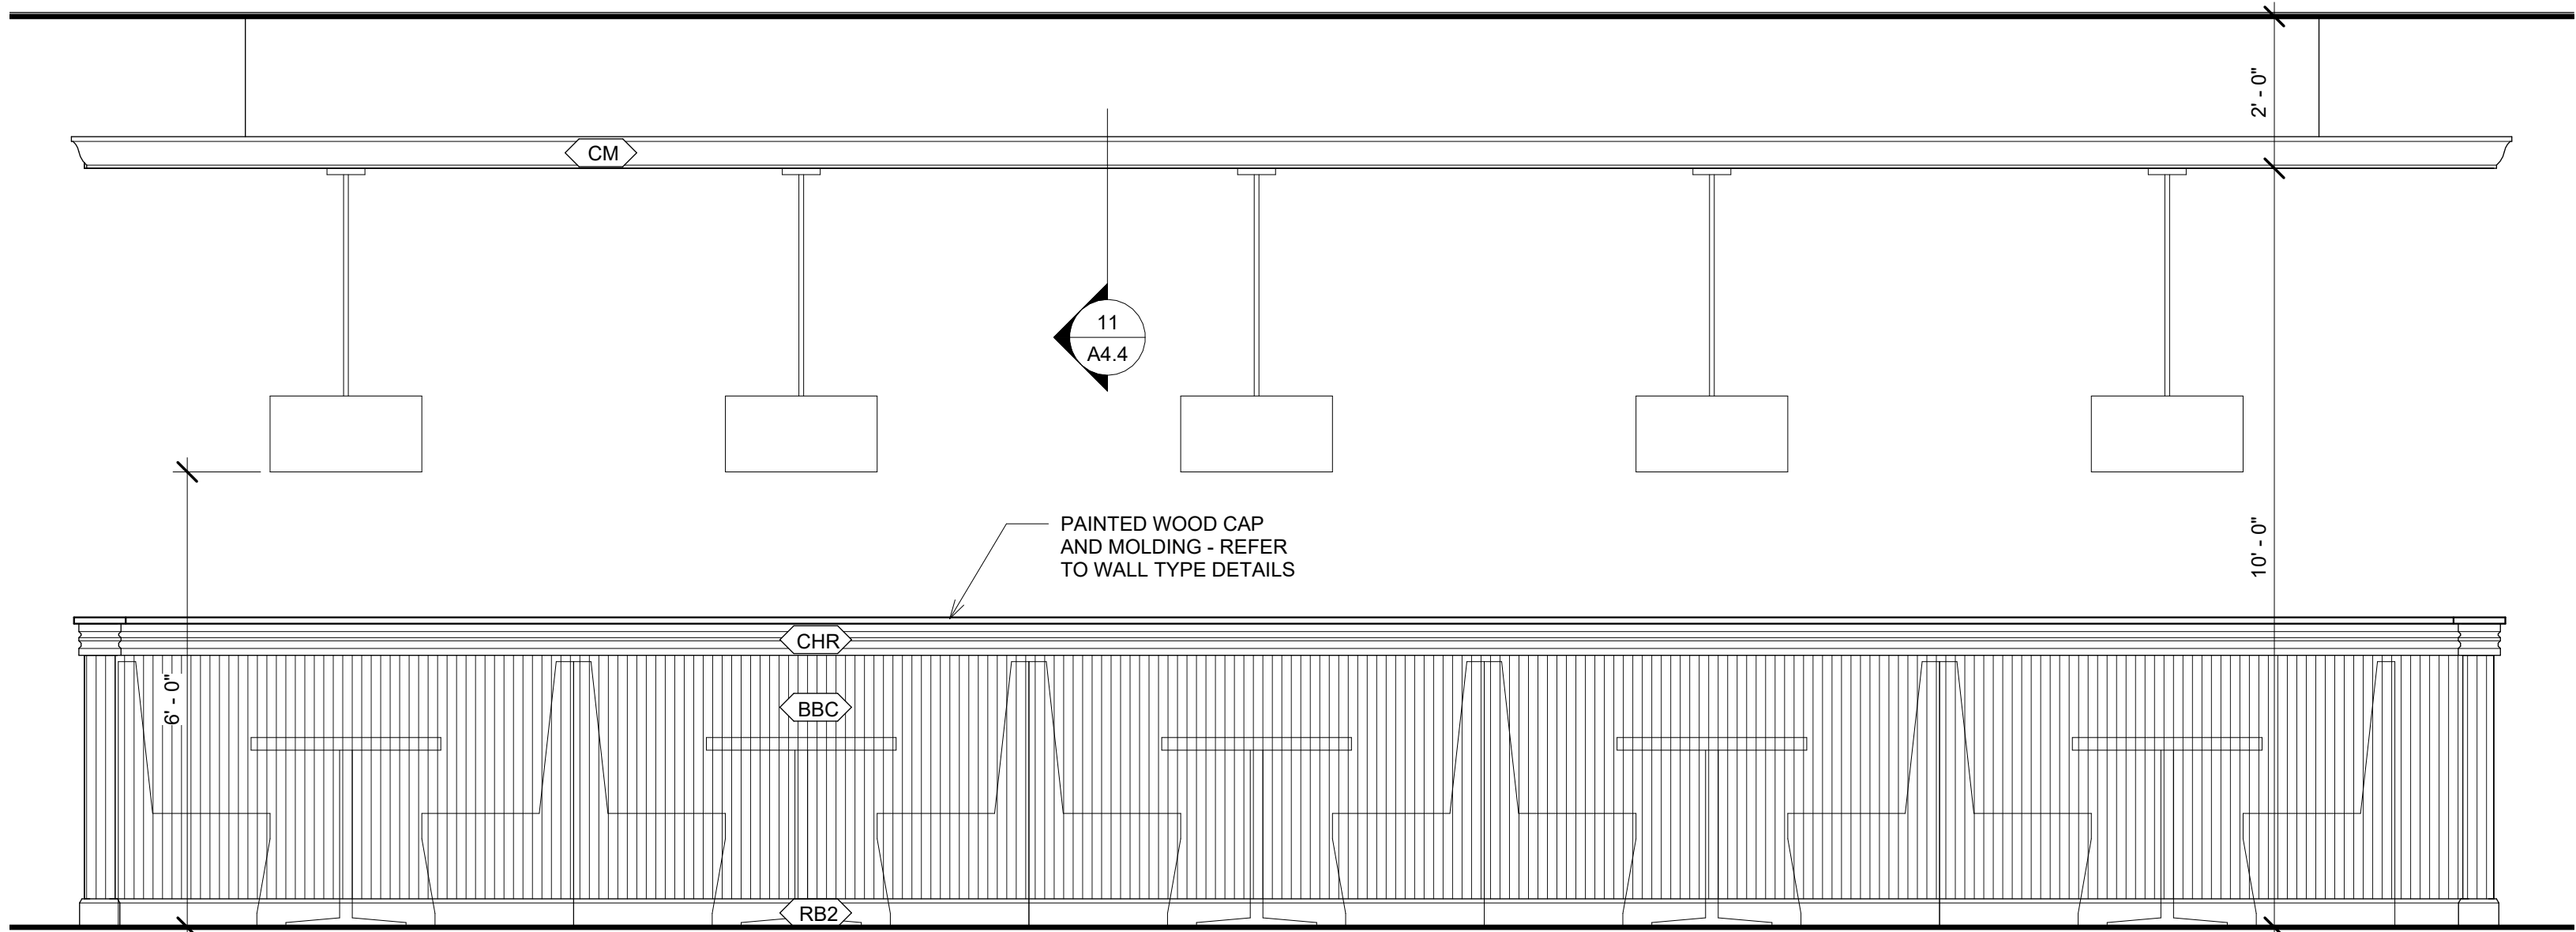 2' - 0"
CM
11
A4.4
PAINTED WOOD CAP
AND MOLDING - REFER
TO WALL TYPE DETAILS
10' - 0"
CHR
6' - 0"
BBC
RB2